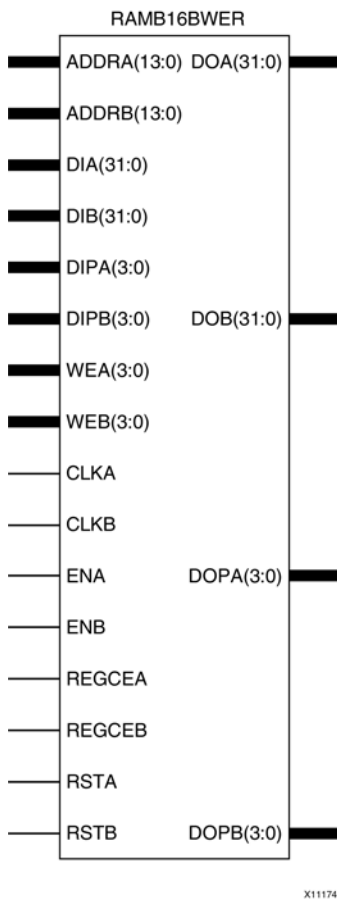 RAMB16BWER
ADDRA(13:0) DOA(31:0)
ADDRB(13:0)
DIA(31:0)
DIB(31:0)
DIPA(3:0)
DIPB(3:0) DOB(31:0)
WEA(3:0)
WEB(3:0)
CLKA
CLKB
ENA DOPA(3:0)
ENB
REGCEA
REGCEB
RSTA
RSTB DOPB(3:0)
X11174